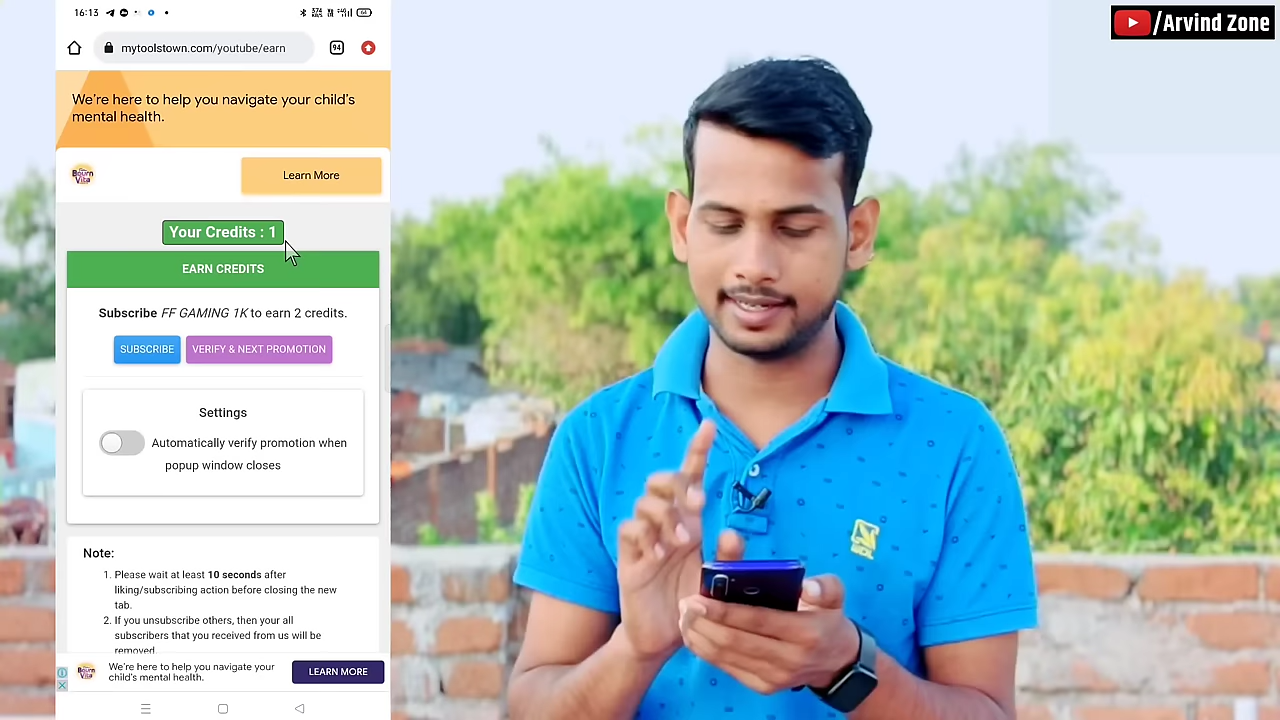 16:13
94
mytoolstown.com/youtube/earn
/Arvind Zone
We're here to help you navigate your child's
mental health.
Bourn
Vita
Learn More
Your Credits : 1
EARN CREDITS
Subscribe FF GAMING 1K to earn 2 credits.
SUBSCRIBE
VERIFY & NEXT PROMOTION
Settings
Automatically verify promotion when
popup window closes
Note:
1. Please wait at least 10 seconds after
liking/subscribing action before closing the new
tab.
2. If you unsubscribe others, then your all
subscribers that you received from us will be
removed.
Bourn
Vita
We're here to help you navigate your
child's mental health.
LEARN MORE